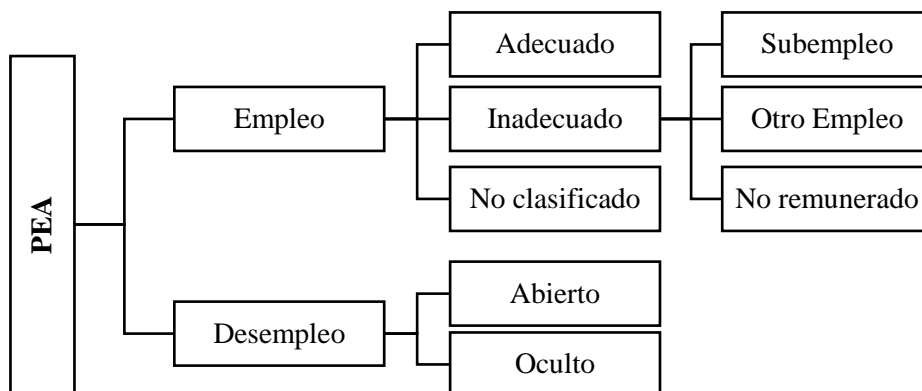 PEA
Empleo
Adecuado
Inadecuado
No clasificado
Subempleo
Otro Empleo
No remunerado
Desempleo
Abierto
Oculto